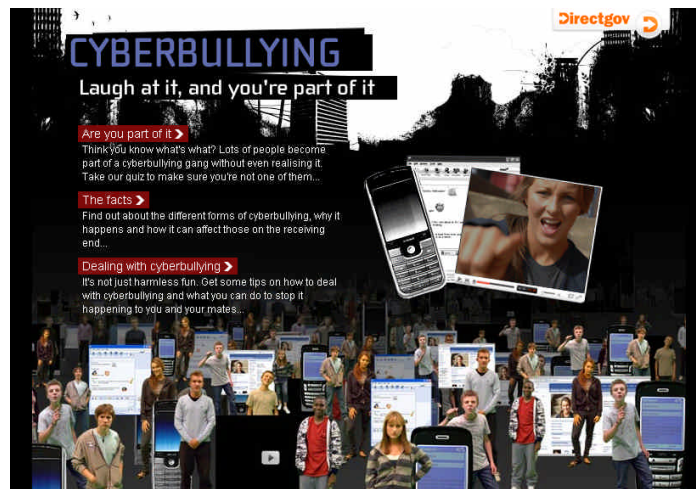 Directgov
CYBERBULLYING
Laugh at it, and you're part of it
Are you part of it
Think you know what's what? Lots of people become
part of a cyberbullying gang without even realising it.
Take our quiz to make sure you're not one of them...
The facts
Find out about the different forms of cyberbullying, why it
happens and how it can affect those on the receiving
end...
Dealing with cyberbullying
It's not just harmless fun. Get some tips on how to deal
with cyberbullying and what you can do to stop it
happening to you and your mates...